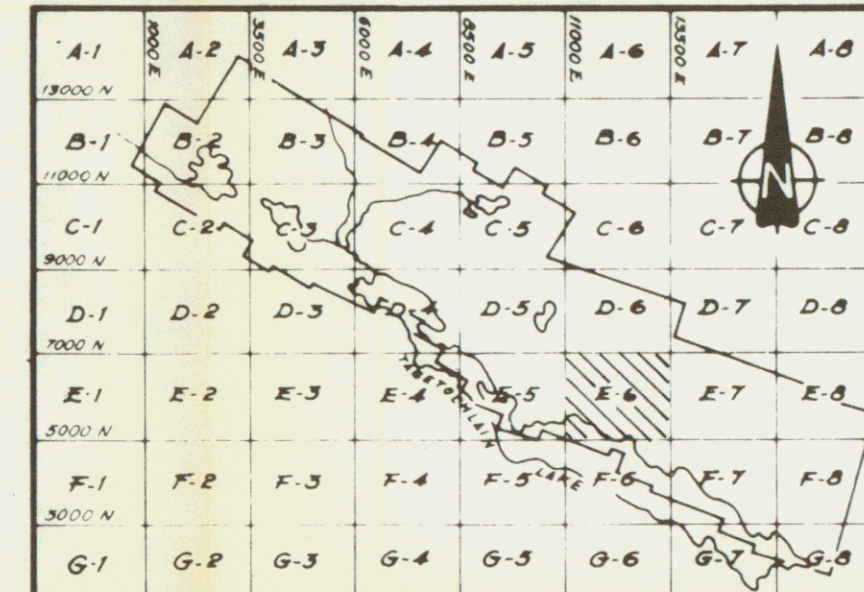 1000 E 3500 E 6000 E 8500 E 11000 E 13500 E
A-1 A-2 A-3 A-4 A-5 A-6 A-7 A-8
13000 N
B-1 B-2 B-3 B-4 B-5 B-6 B-7 B-8
11000 N
N
C-1 C-2 C-3 C-4 C-5 C-6 C-7 C-8
9000 N
D-1 D-2 D-3 D-4 D-5 D-6 D-7 D-8
7000 N
E-1 E-2 E-3 E-4 E-5 E-6 E-7 E-8
5000 N
LAKE
F-1 F-2 F-3 F-4 F-5 F-6 F-7 F-8
3000 N
G-1 G-2 G-3 G-4 G-5 G-6 G-7 G-8